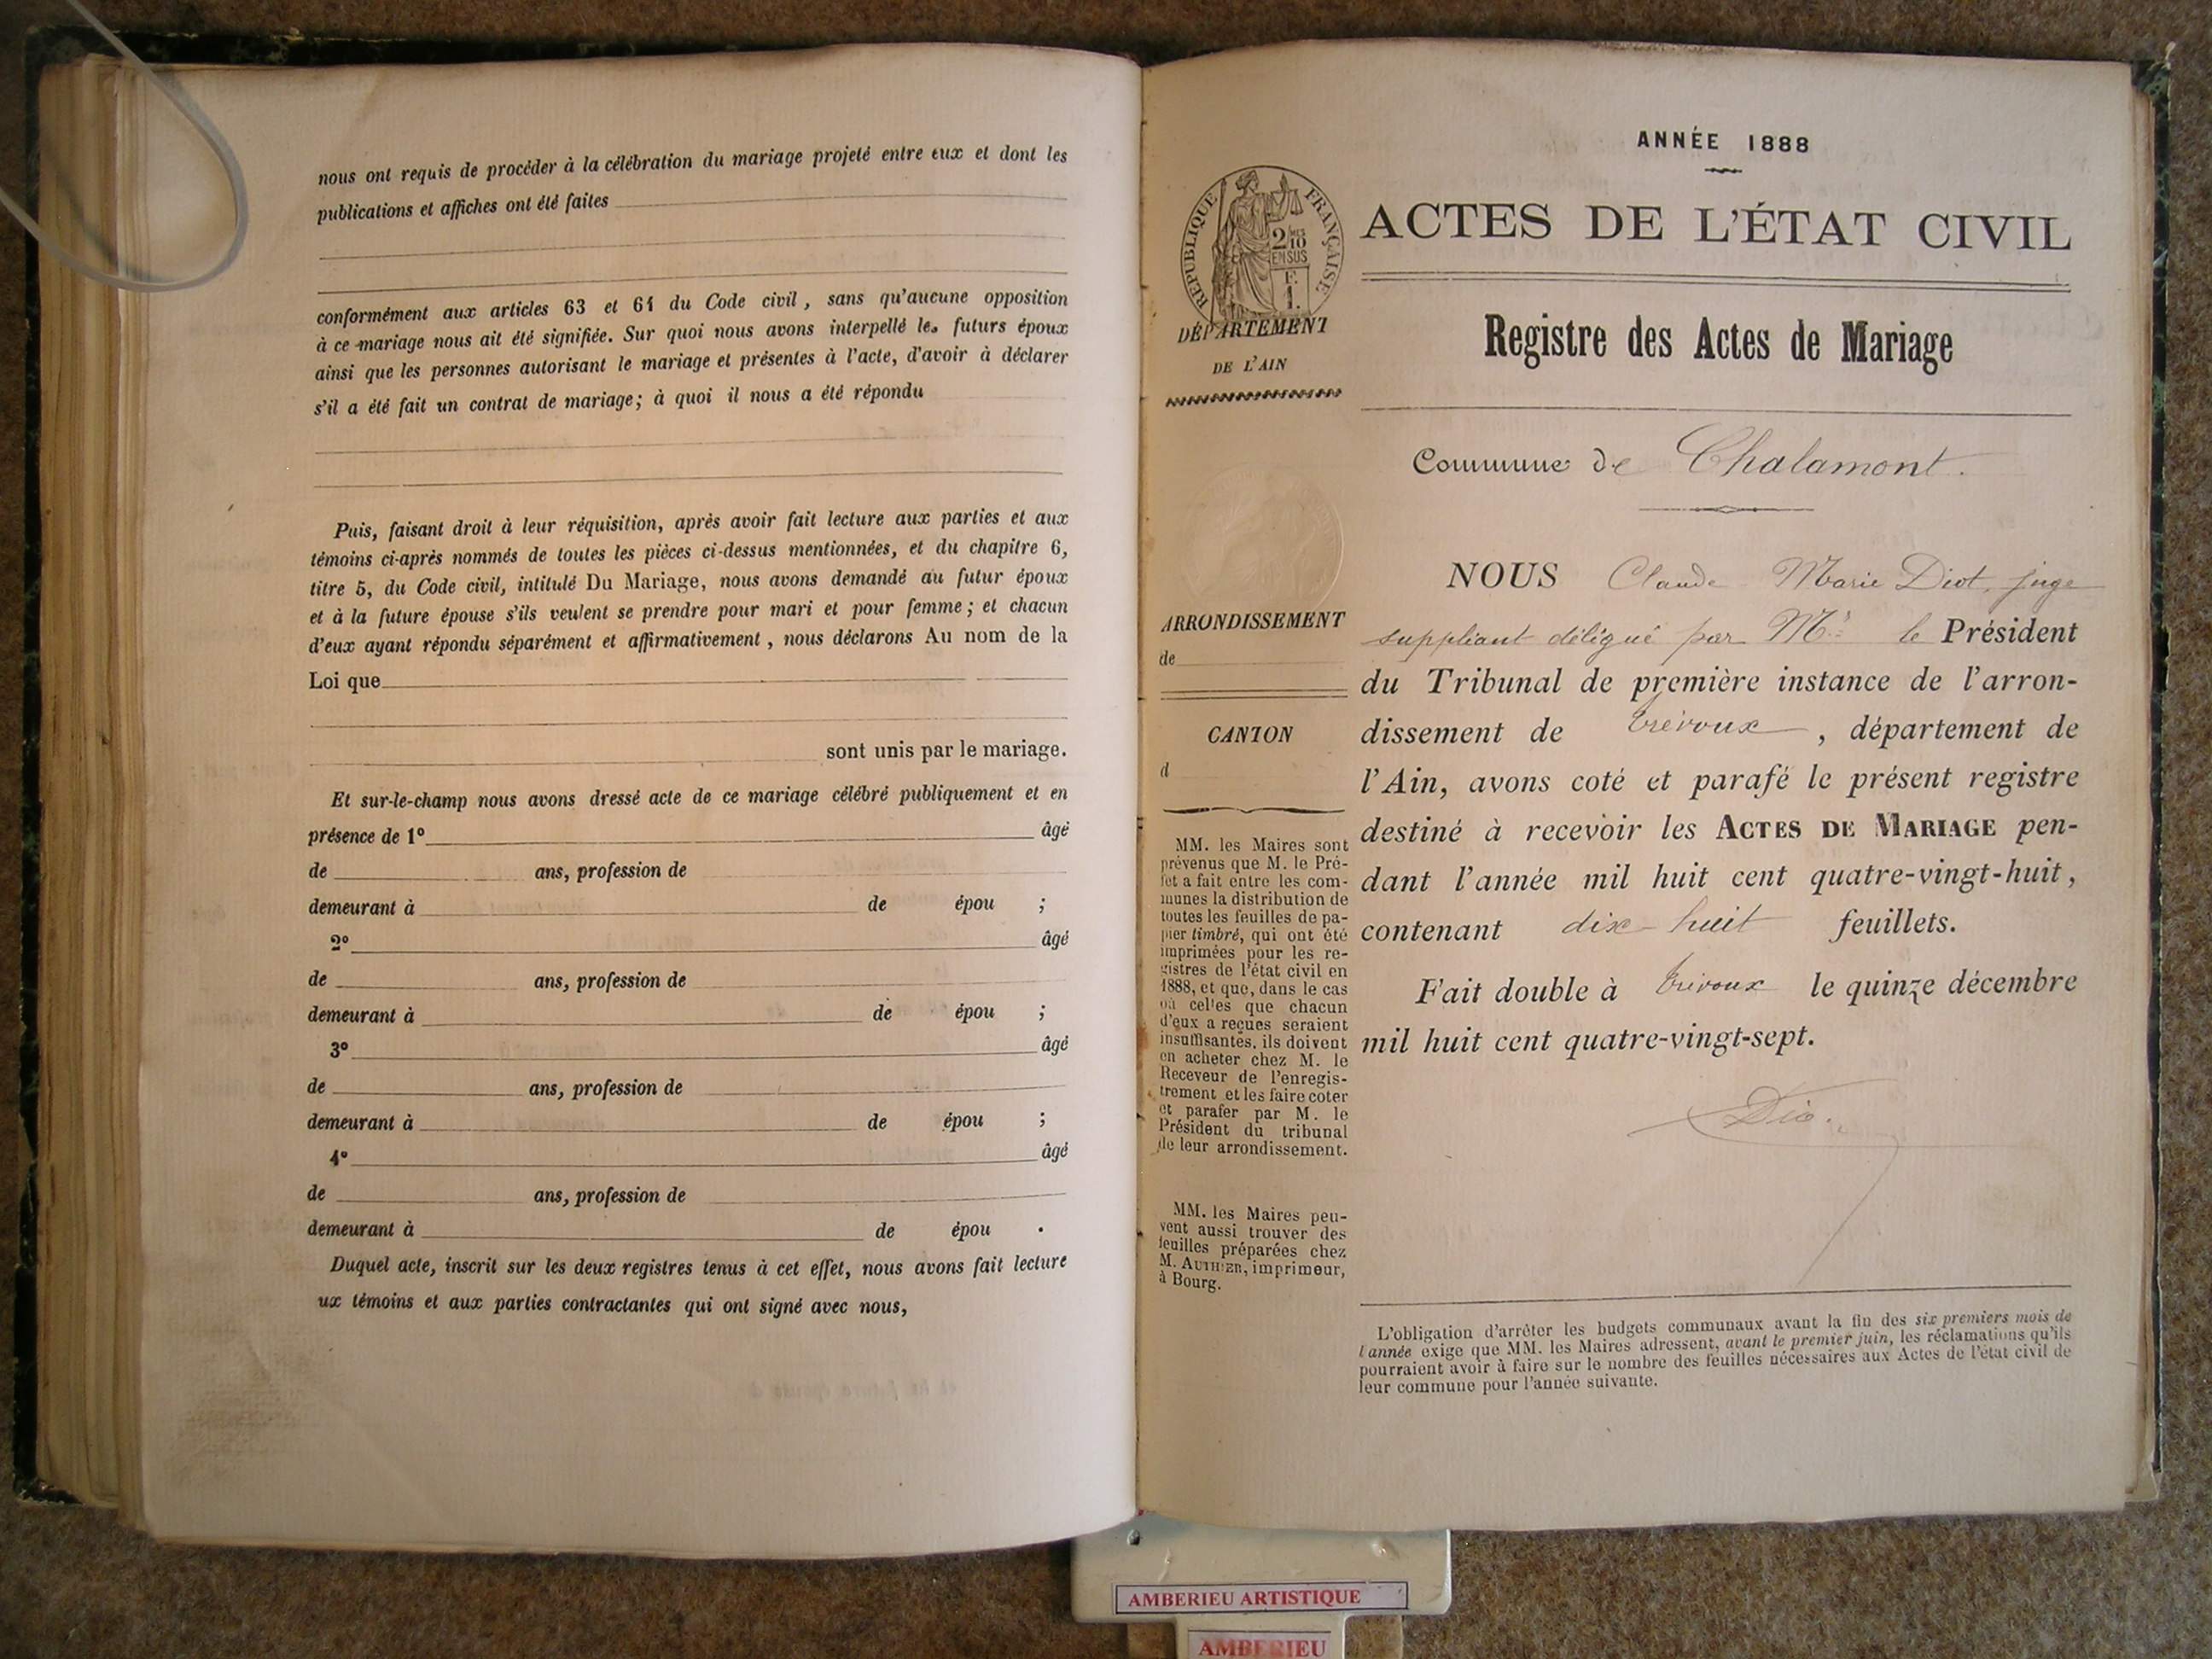 nous ont requis de procéder à la célébration du mariage projeté entre eux et dont les
publications et affiches ont été faites
conformément aux articles 63 et 64 du Code civil, sans qu'aucune opposition
à ce mariage nous ait été signifiée. Sur quoi nous avons interpellé les futurs époux
ainsi que les personnes autorisant le mariage et présentes à l'acte, d'avoir à déclarer
s'il a été fait un contrat de mariage; à quoi il nous a été répondu
Puis, faisant droit à leur réquisition, après avoir fait lecture aux parties et aux
témoins ci-après nommés de toutes les pièces ci-dessus mentionnées, et du chapitre 6,
titre 5, du Code civil, intitulé Du Mariage, nous avons demandé au futur époux
et à la future épouse s'ils veulent se prendre pour mari et pour femme; et chacun
d'eux ayant répondu séparément et affirmativement, nous déclarons Au nom de la
Loi que
sont unis par le mariage.
Et sur-le-champ nous avons dressé acte de ce mariage célébré publiquement et en
présence de 1° âgé
de ans, profession de
demeurant à de épou ;
2° âgé
de ans, profession de
demeurant à de épou ;
3° âgé
de ans, profession de
demeurant à de épou ;
4° âgé
de ans, profession de
demeurant à de épou .
Duquel acte, inscrit sur les deux registres tenus à cet effet, nous avons fait lecture
ux témoins et aux parties contractantes qui ont signé avec nous,
RÉPUBLIQUE FRANÇAISE
2/10 MES
EN SUS
F.
1.
DÉPARTEMENT
DE L'AIN
ARRONDISSEMENT
de
CANTON
d
MM. les Maires sont
prévenus que M. le Pré-
fet a fait entre les com-
munes la distribution de
toutes les feuilles de pa-
pier timbré, qui ont été
imprimées pour les re-
gistres de l'état civil en
1888, et que, dans le cas
où celles que chacun
d'eux a reçues seraient
insuffisantes, ils doivent
en acheter chez M. le
Receveur de l'enregis-
trement et les faire coter
et parafer par M. le
Président du tribunal
de leur arrondissement.
MM. les Maires peu-
vent aussi trouver des
feuilles préparées chez
M. AUTHIER, imprimeur,
à Bourg.
ANNÉE 1888
ACTES DE L'ÉTAT CIVIL
Registre des Actes de Mariage
Commune de Chalamont.
NOUS Claude Marie Diot, juge
suppliant délégué par Mr le Président
du Tribunal de première instance de l'arron-
dissement de Trévoux, département de
l'Ain, avons coté et parafé le présent registre
destiné à recevoir les ACTES DE MARIAGE pen-
dant l'année mil huit cent quatre-vingt-huit,
contenant dix-huit feuillets.
Fait double à Trévoux le quinze décembre
mil huit cent quatre-vingt-sept.
L'obligation d'arrêter les budgets communaux avant la fin des six premiers mois de
l'année exige que MM. les Maires adressent, avant le premier juin, les réclamations qu'ils
pourraient avoir à faire sur le nombre des feuilles nécessaires aux Actes de l'état civil de
leur commune pour l'année suivante.
AMBERIEU ARTISTIQUE
AMBERIEU